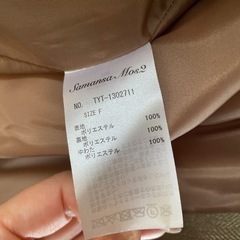 Samansa Mos2
NO. TYT-1302711
SIZE F
表地
ポリエステル 100%
裏地
ポリエステル 100%
中わた
ポリエステル 100%